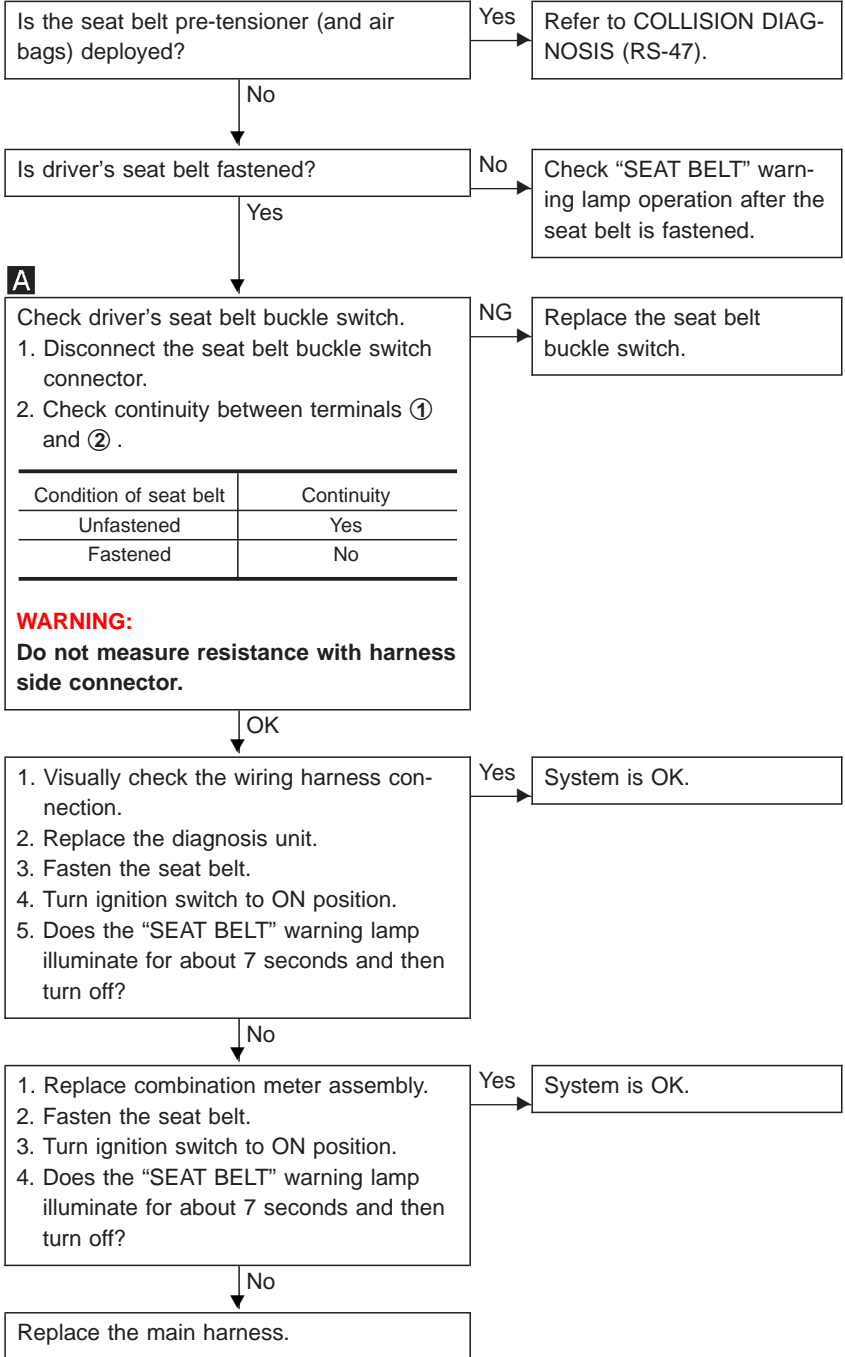 Is the seat belt pre-tensioner (and air
bags) deployed?
Yes
Refer to COLLISION DIAG-
NOSIS (RS-47).
No
Is driver's seat belt fastened?
No
Check “SEAT BELT” warn-
ing lamp operation after the
seat belt is fastened.
Yes
A
Check driver's seat belt buckle switch.
1. Disconnect the seat belt buckle switch
connector.
2. Check continuity between terminals ①
and ② .
Condition of seat belt Continuity
Unfastened Yes
Fastened No
WARNING:
Do not measure resistance with harness
side connector.
NG
Replace the seat belt
buckle switch.
OK
1. Visually check the wiring harness con-
nection.
2. Replace the diagnosis unit.
3. Fasten the seat belt.
4. Turn ignition switch to ON position.
5. Does the “SEAT BELT” warning lamp
illuminate for about 7 seconds and then
turn off?
Yes
System is OK.
No
1. Replace combination meter assembly.
2. Fasten the seat belt.
3. Turn ignition switch to ON position.
4. Does the “SEAT BELT” warning lamp
illuminate for about 7 seconds and then
turn off?
Yes
System is OK.
No
Replace the main harness.